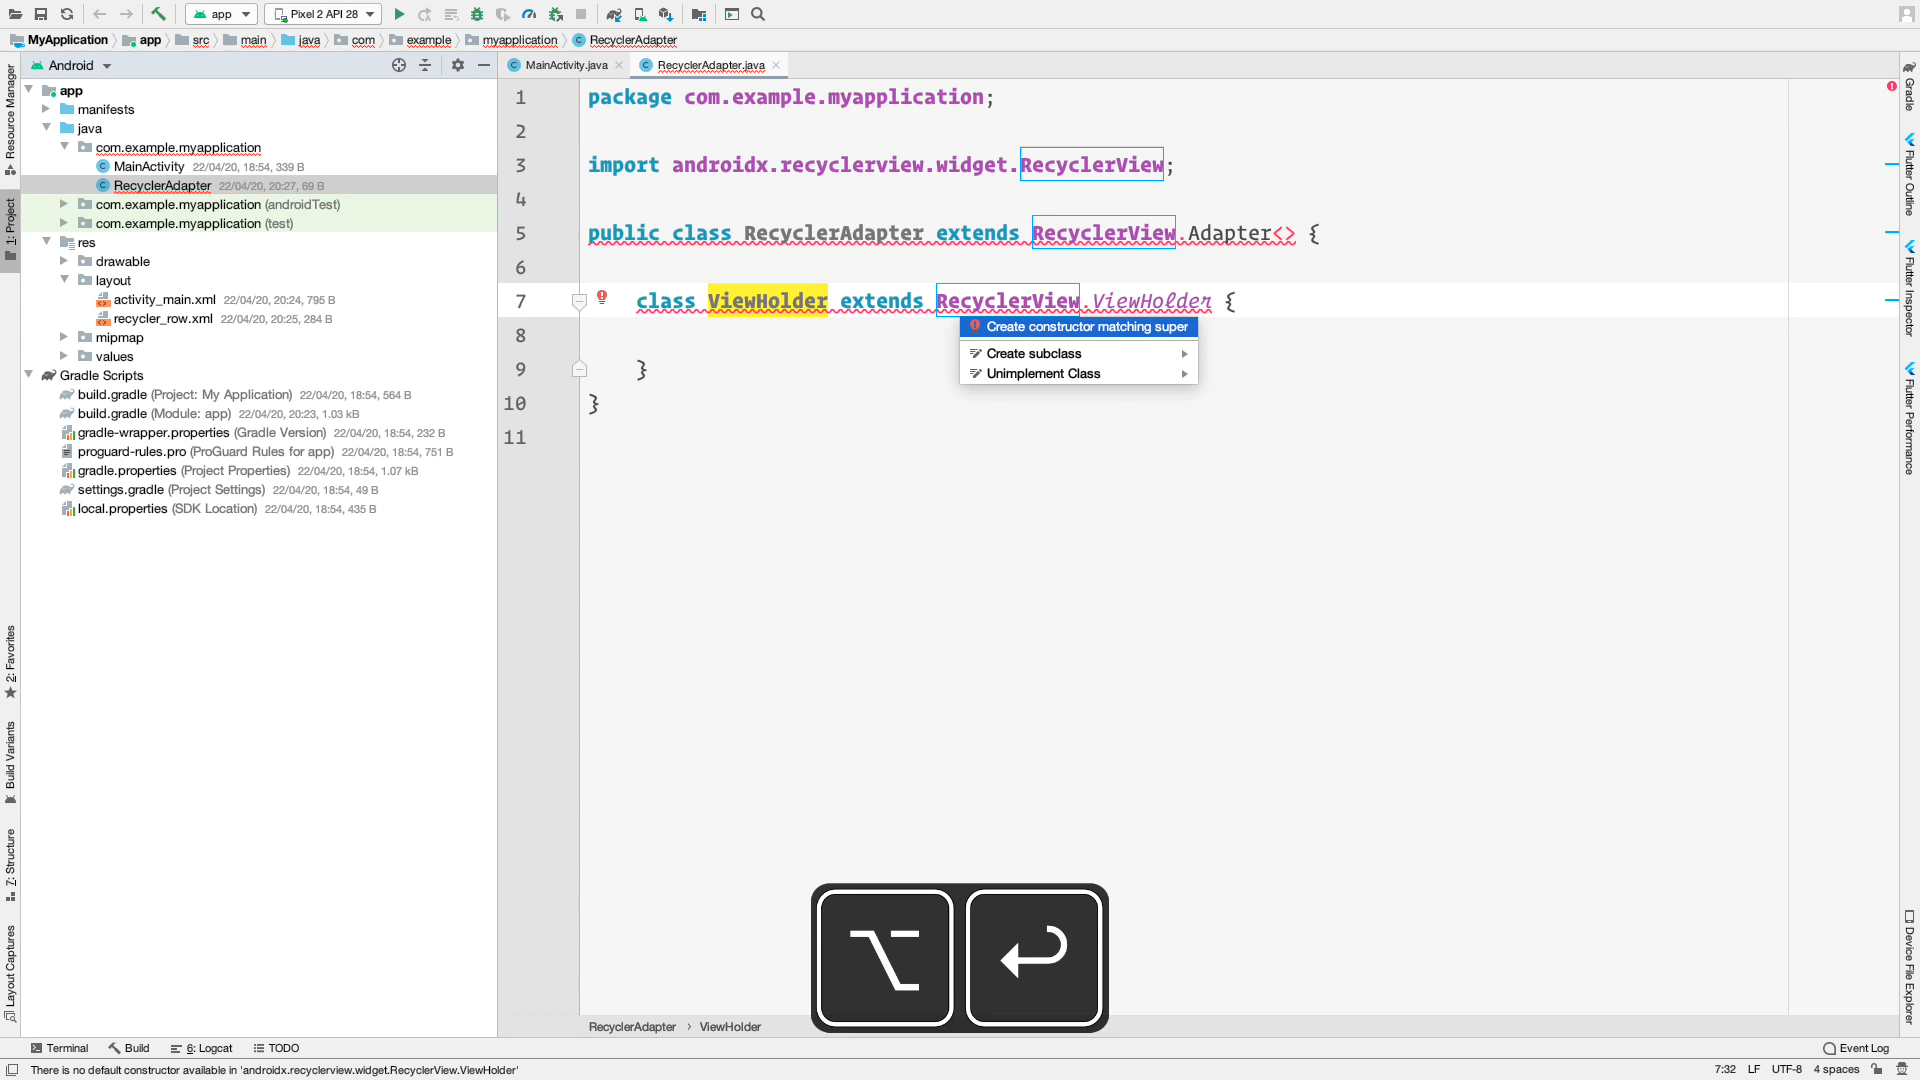 app
Pixel 2 API 28
MyApplication
app
src
main
java
com
example
myapplication
RecyclerAdapter
Android
MainActivity.java
RecyclerAdapter.java
app
manifests
java
com.example.myapplication
MainActivity 22/04/20, 18:54, 339 B
RecyclerAdapter 22/04/20, 20:27, 69 B
com.example.myapplication (androidTest)
com.example.myapplication (test)
res
drawable
layout
activity_main.xml 22/04/20, 20:24, 795 B
recycler_row.xml 22/04/20, 20:25, 284 B
mipmap
values
Gradle Scripts
build.gradle (Project: My Application) 22/04/20, 18:54, 564 B
build.gradle (Module: app) 22/04/20, 20:23, 1.03 kB
gradle-wrapper.properties (Gradle Version) 22/04/20, 18:54, 232 B
proguard-rules.pro (ProGuard Rules for app) 22/04/20, 18:54, 751 B
gradle.properties (Project Properties) 22/04/20, 18:54, 1.07 kB
settings.gradle (Project Settings) 22/04/20, 18:54, 49 B
local.properties (SDK Location) 22/04/20, 18:54, 435 B
Resource Manager
1: Project
2: Favorites
Build Variants
7: Structure
Layout Captures
1 package com.example.myapplication;
2
3 import androidx.recyclerview.widget.RecyclerView;
4
5 public class RecyclerAdapter extends RecyclerView.Adapter<> {
6
7 class ViewHolder extends RecyclerView.ViewHolder {
8
9 }
10 }
11
Create constructor matching super
Create subclass
Unimplement Class
Gradle
Flutter Outline
Flutter Inspector
Flutter Performance
Device File Explorer
RecyclerAdapter › ViewHolder
Terminal
Build
6: Logcat
TODO
Event Log
There is no default constructor available in 'androidx.recyclerview.widget.RecyclerView.ViewHolder'
7:32 LF UTF-8 4 spaces